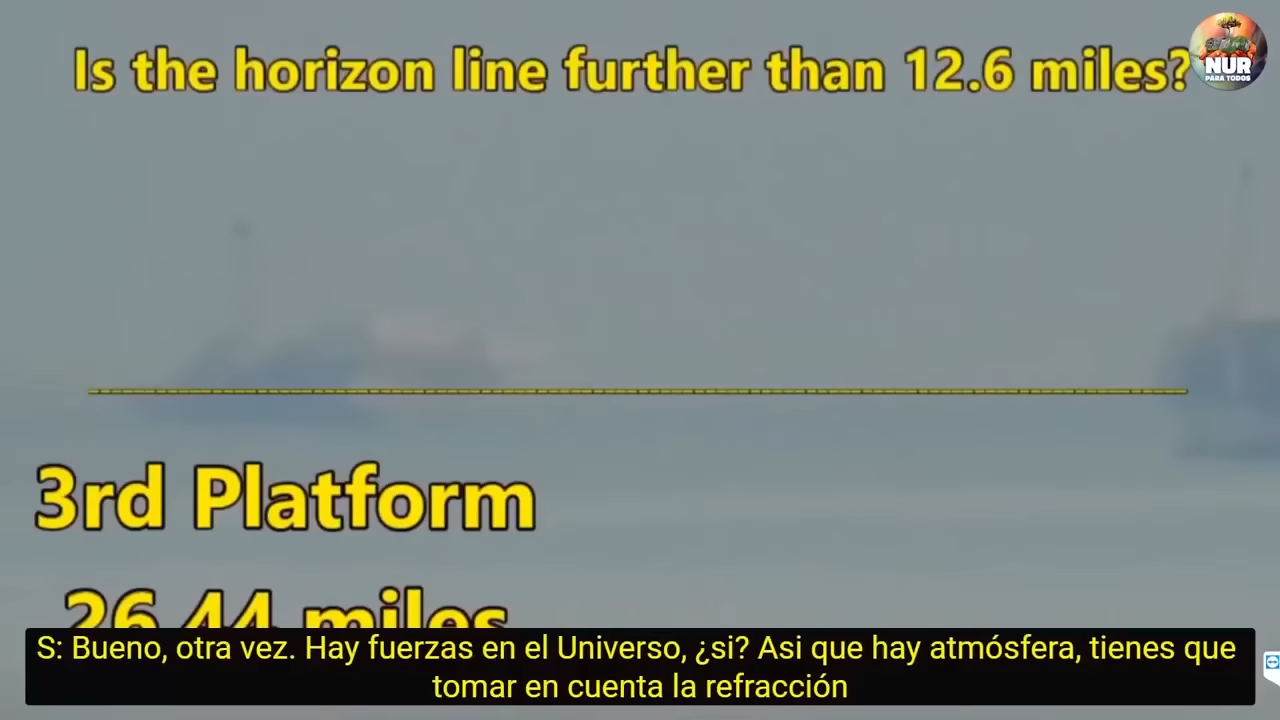 Is the horizon line further than 12.6 miles?
NUR
PARA TODOS
3rd Platform
26.44 miles
S: Bueno, otra vez. Hay fuerzas en el Universo, ¿si? Asi que hay atmósfera, tienes que
tomar en cuenta la refracción